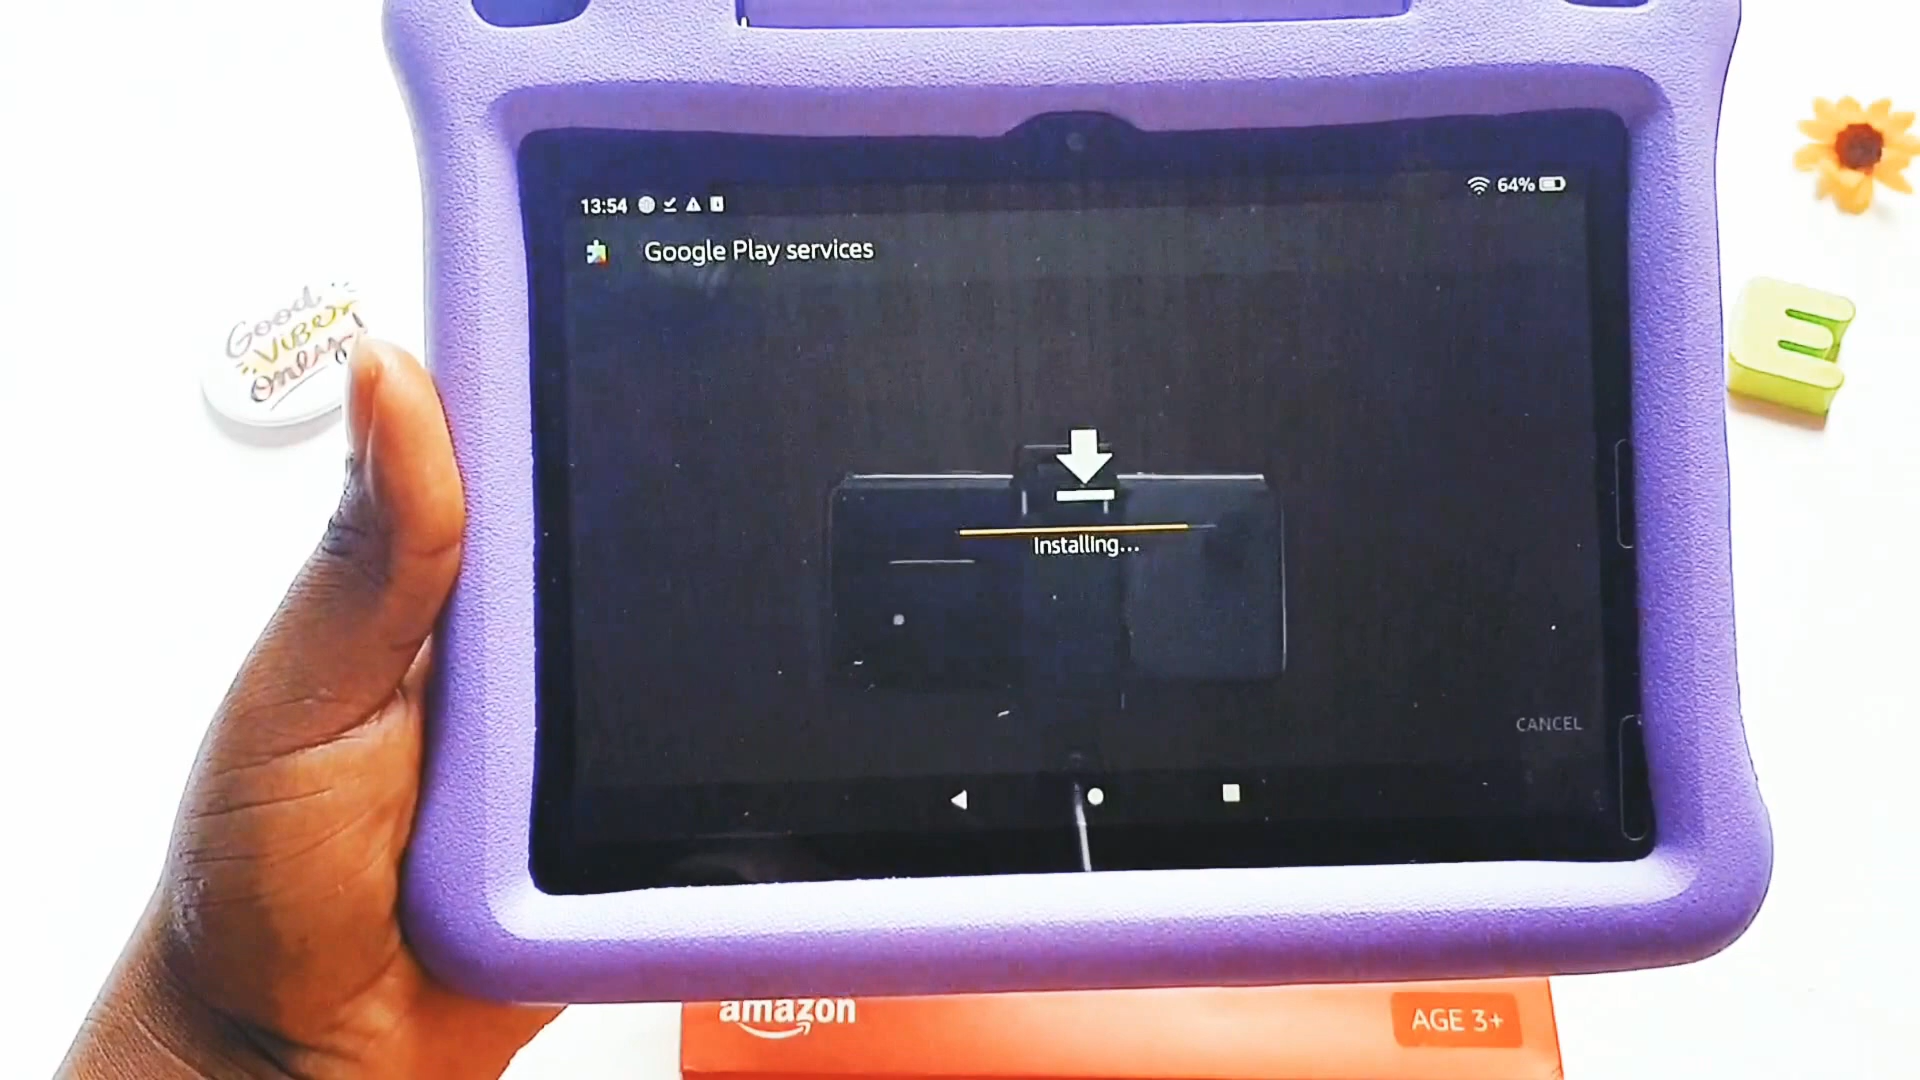 13:54
64%
Google Play services
Installing...
CANCEL
Good
VIBES
only
E
amazon
AGE 3+